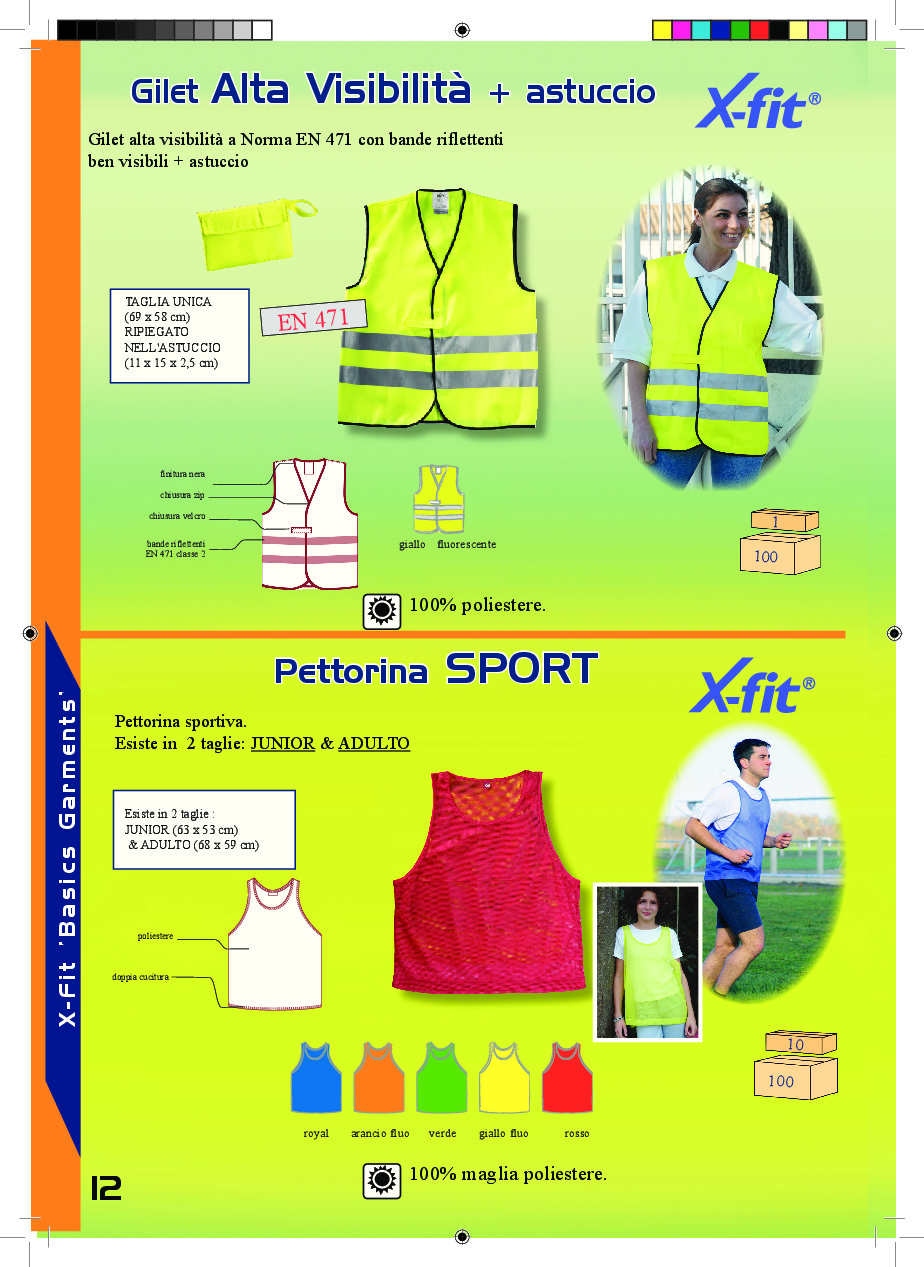 Gilet Alta Visibilità + astuccio
X-fit®
Gilet alta visibilità a Norma EN 471 con bande riflettenti
ben visibili + astuccio
TAGLIA UNICA
(69 x 58 cm)
RIPIEGATO
NELL'ASTUCCIO
(11 x 15 x 2,5 cm)
EN 471
finitura nera
chiusura zip
chiusura velcro
bande riflettenti
EN 471 classe 2
giallo fluorescente
1
100
100% poliestere.
Pettorina SPORT
X-fit®
Pettorina sportiva.
Esiste in 2 taglie: JUNIOR & ADULTO
Esiste in 2 taglie :
JUNIOR (63 x 53 cm)
& ADULTO (68 x 59 cm)
poliestere
doppia cucitura
royal arancio fluo verde giallo fluo rosso
10
100
100% maglia poliestere.
X-Fit 'Basics Garments'
12